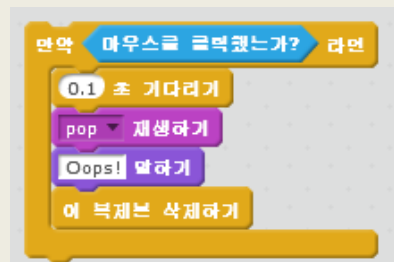 만약 마우스를 클릭했는가? 라면
0.1 초 기다리기
pop 재생하기
Oops! 말하기
이 복제본 삭제하기